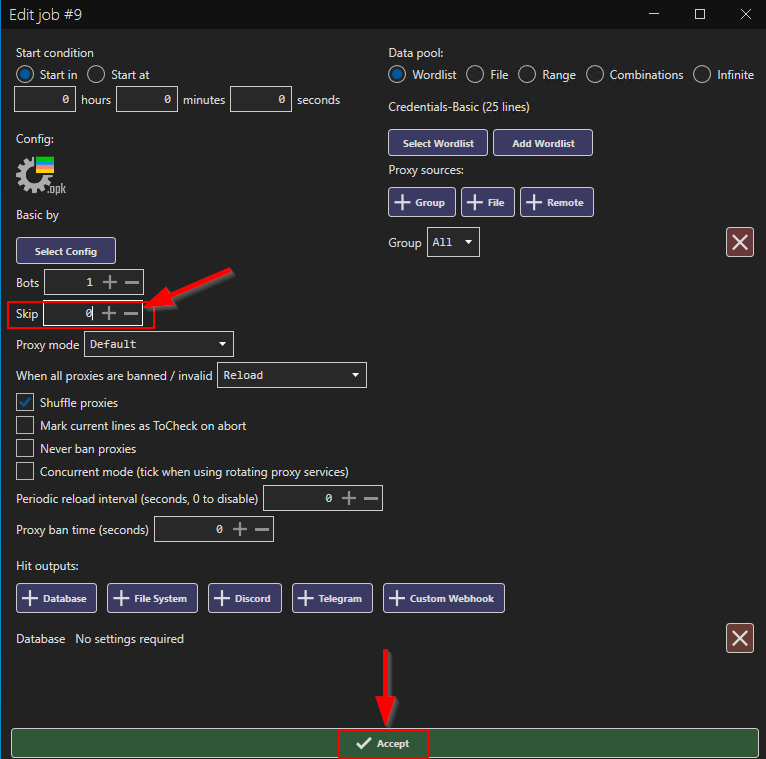 Edit job #9
Start condition
Start in Start at
0 hours 0 minutes 0 seconds
Config:
.opk
Basic by
Select Config
Bots 1
Skip 0
Proxy mode Default
When all proxies are banned / invalid Reload
Shuffle proxies
Mark current lines as ToCheck on abort
Never ban proxies
Concurrent mode (tick when using rotating proxy services)
Periodic reload interval (seconds, 0 to disable) 0
Proxy ban time (seconds) 0
Data pool:
Wordlist File Range Combinations Infinite
Credentials-Basic (25 lines)
Select Wordlist Add Wordlist
Proxy sources:
Group File Remote
Group All
Hit outputs:
Database File System Discord Telegram Custom Webhook
Database No settings required
Accept